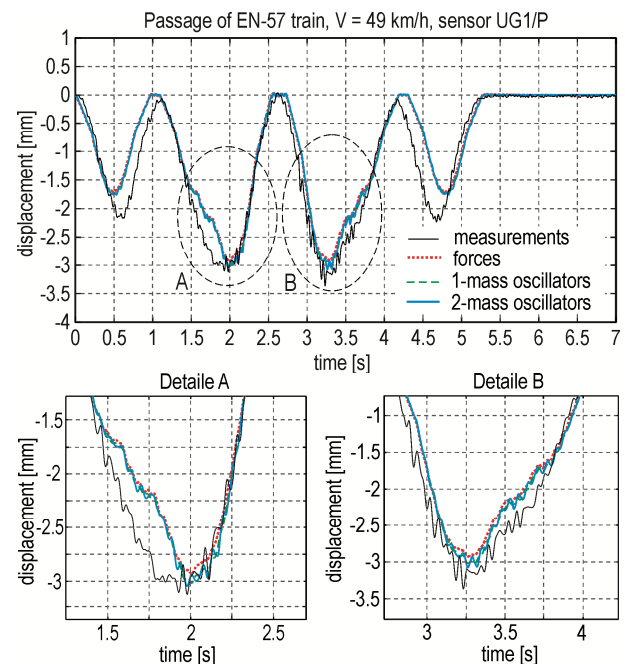 Passage of EN-57 train, V = 49 km/h, sensor UG1/P
displacement [mm]
1
0.5
0
-0.5
-1
-1.5
-2
-2.5
-3
-3.5
-4
A
B
measurements
forces
1-mass oscillators
2-mass oscillators
0 0.5 1 1.5 2 2.5 3 3.5 4 4.5 5 5.5 6 6.5 7
time [s]
Detaile A
displacement [mm]
-1.5
-2
-2.5
-3
1.5 2 2.5
time [s]
Detaile B
displacement [mm]
-1
-1.5
-2
-2.5
-3
-3.5
3 3.5 4
time [s]